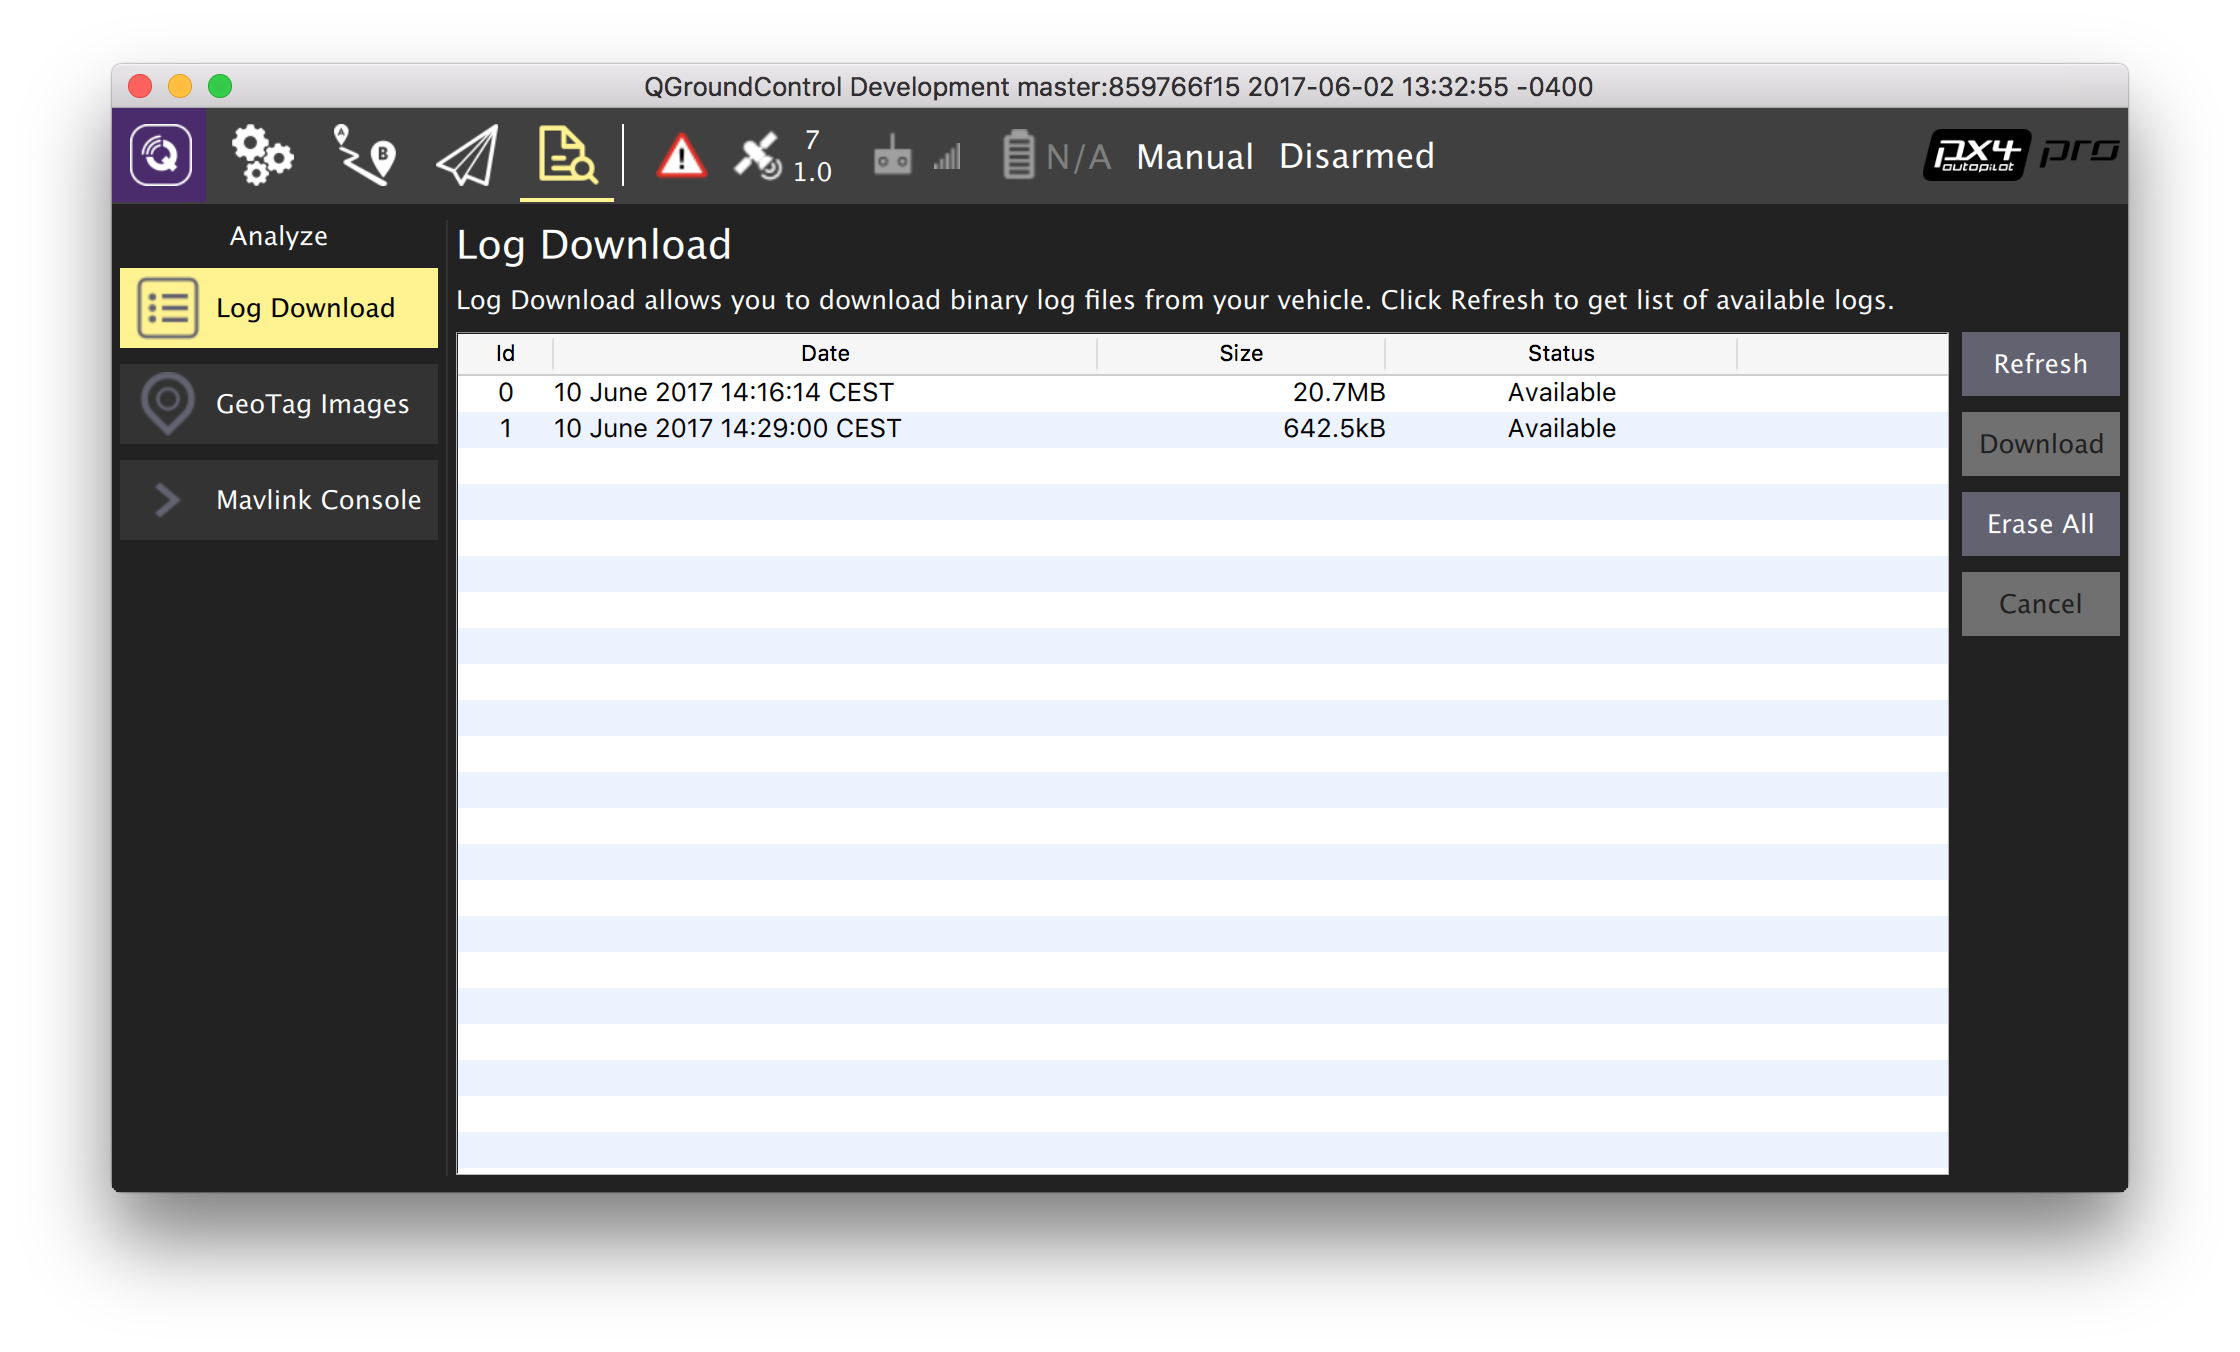 QGroundControl Development master:859766f15 2017-06-02 13:32:55 -0400
A
B
7
1.0
N/A Manual Disarmed
px4 pro
autopilot
Analyze
Log Download
GeoTag Images
Mavlink Console
Log Download
Log Download allows you to download binary log files from your vehicle. Click Refresh to get list of available logs.
Id Date Size Status
0 10 June 2017 14:16:14 CEST 20.7MB Available
1 10 June 2017 14:29:00 CEST 642.5kB Available
Refresh
Download
Erase All
Cancel